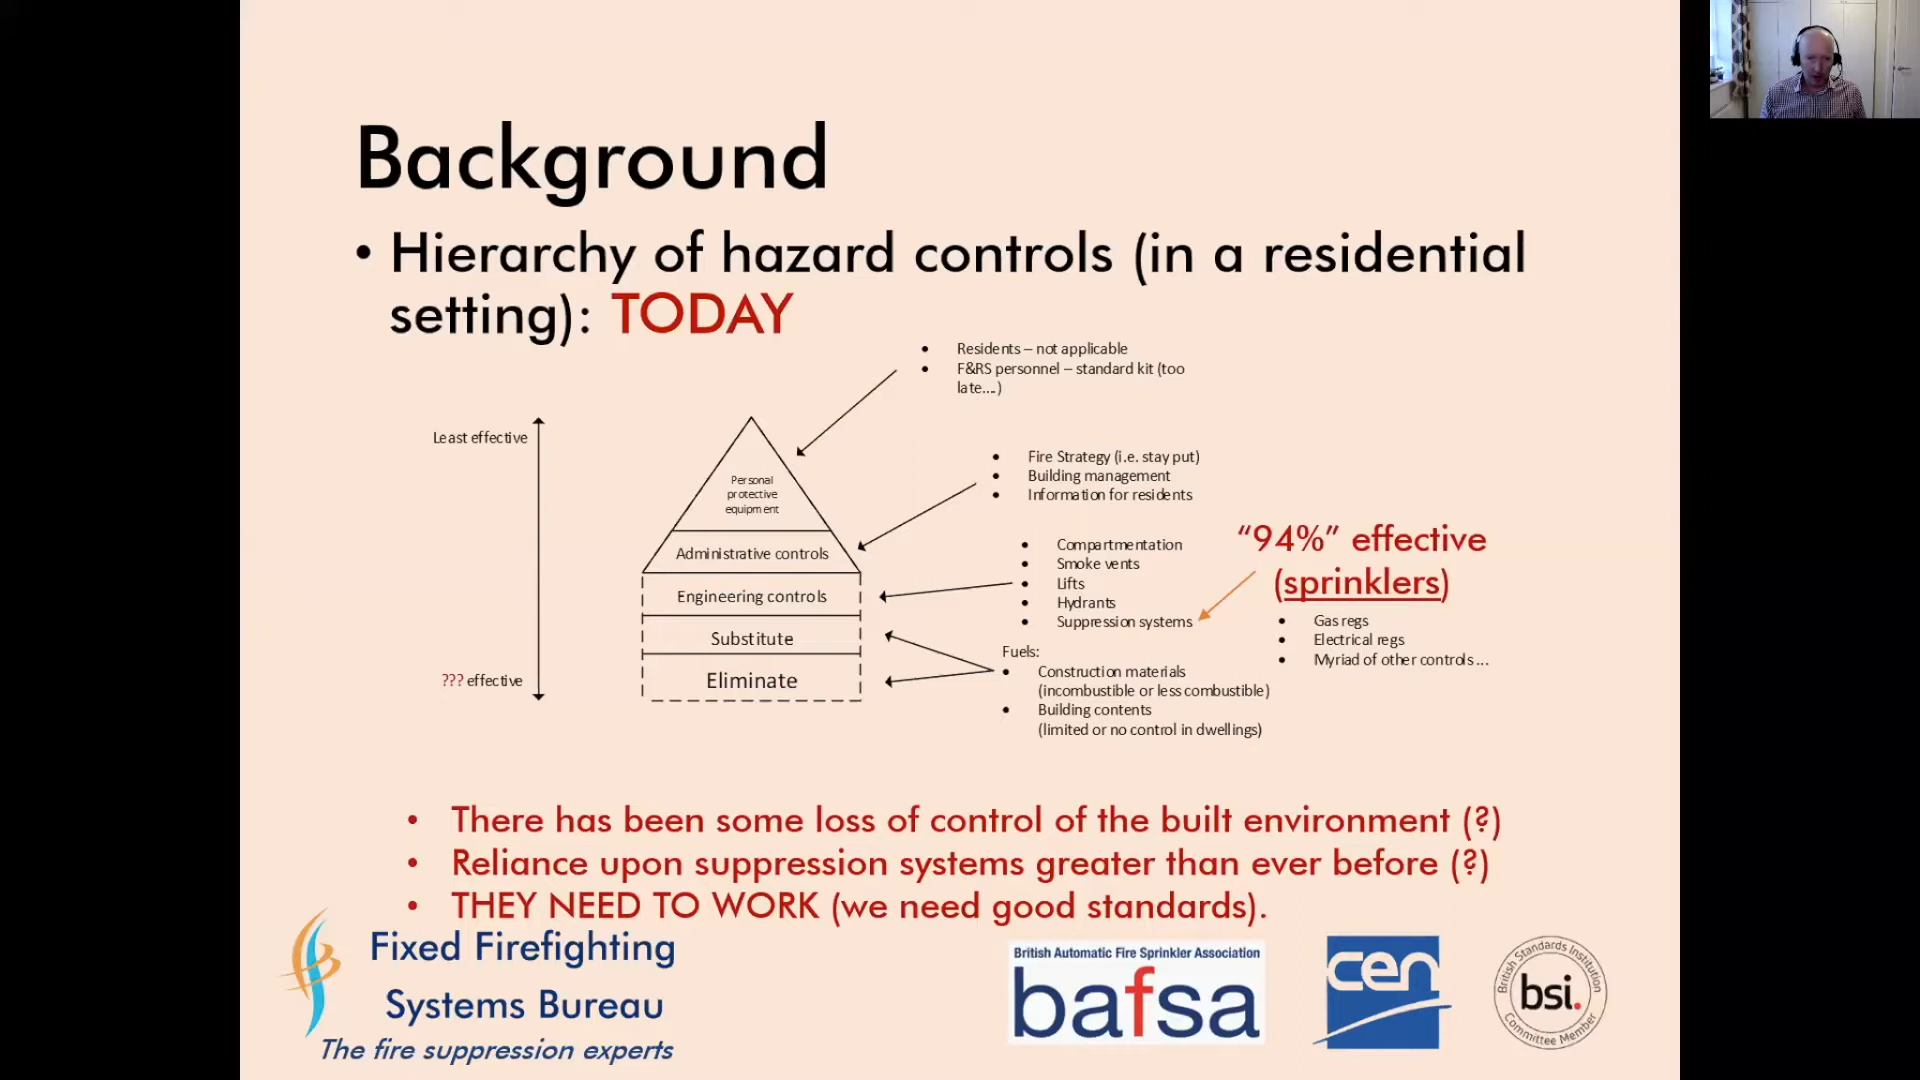 Background
• Hierarchy of hazard controls (in a residential
setting): TODAY
• Residents – not applicable
• F&RS personnel – standard kit (too
late....)
Least effective
??? effective
Personal
protective
equipment
Administrative controls
Engineering controls
Substitute
Eliminate
• Fire Strategy (i.e. stay put)
• Building management
• Information for residents
• Compartmentation
• Smoke vents
• Lifts
• Hydrants
• Suppression systems
“94%” effective
(sprinklers)
• Gas regs
• Electrical regs
• Myriad of other controls...
Fuels:
• Construction materials
(incombustible or less combustible)
• Building contents
(limited or no control in dwellings)
• There has been some loss of control of the built environment (?)
• Reliance upon suppression systems greater than ever before (?)
• THEY NEED TO WORK (we need good standards).
Fixed Firefighting
Systems Bureau
The fire suppression experts
British Automatic Fire Sprinkler Association
bafsa
cen
British Standards Institution
bsi.
Committee Member